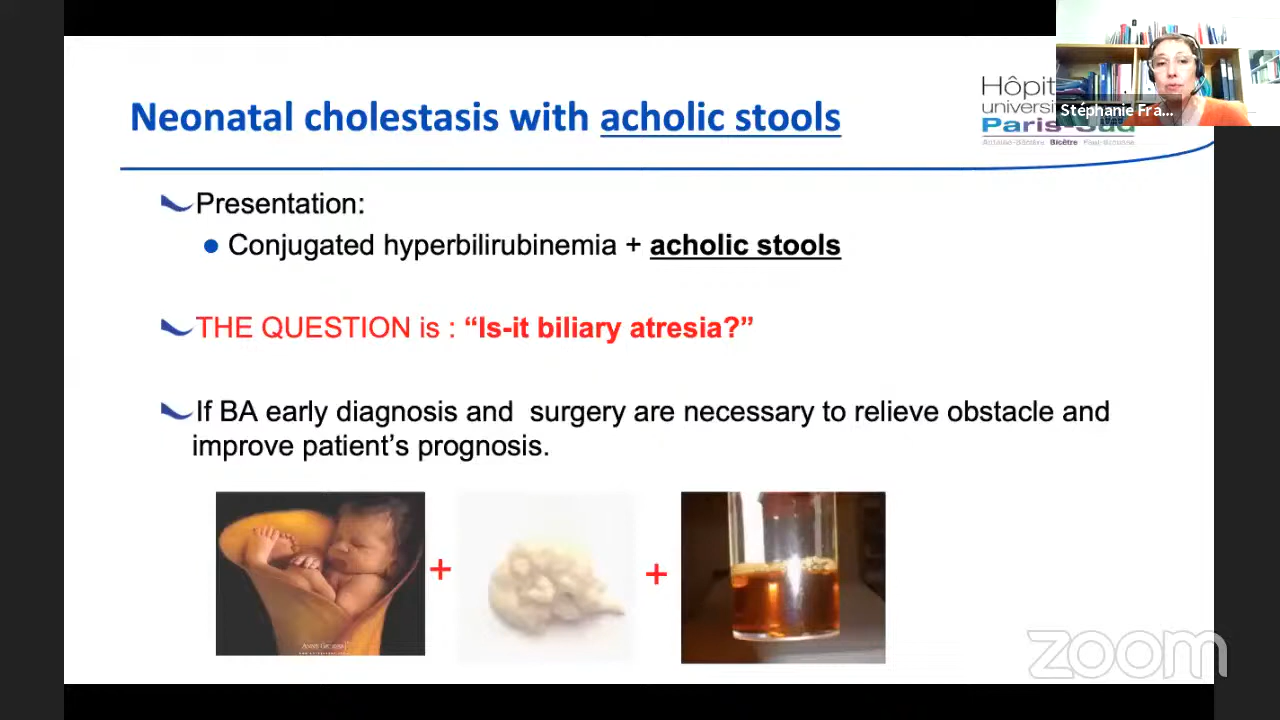 Neonatal cholestasis with acholic stools
Hôpit
univers
Paris-Sud
Bicêtre
Stéphanie Fra...
Presentation:
Conjugated hyperbilirubinemia + acholic stools
THE QUESTION is : “Is-it biliary atresia?”
If BA early diagnosis and surgery are necessary to relieve obstacle and
improve patient’s prognosis.
+
+
zoom